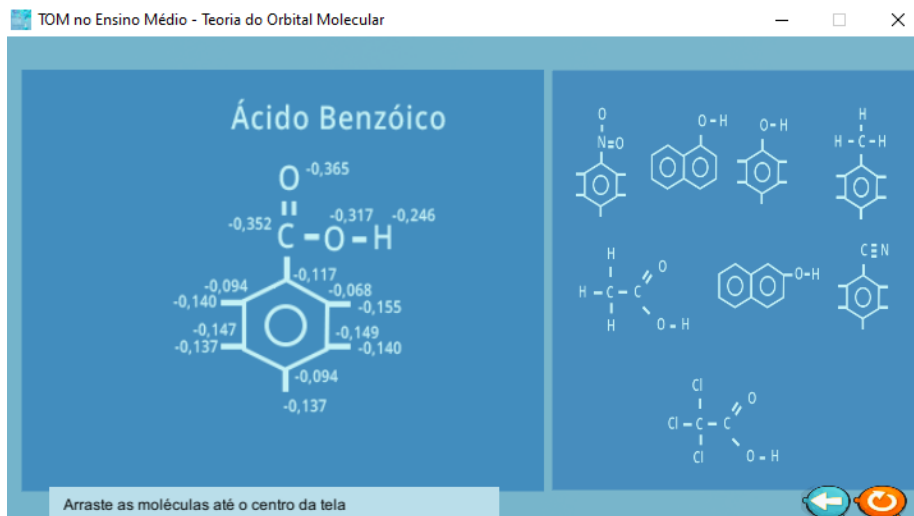 TOM no Ensino Médio - Teoria do Orbital Molecular
Ácido Benzóico
O -0,365
-0,352 -0,317 -0,246
C O H
-0,117
-0,094 -0,068
-0,140 -0,155
-0,147 -0,149
-0,137 -0,140
-0,094
-0,137
O
N=O
O-H
O-H
H
H-C-H
H
H-C-C
O
H
O-H
O-H
C≡N
Cl
Cl-C-C
O
Cl
O-H
Arraste as moléculas até o centro da tela